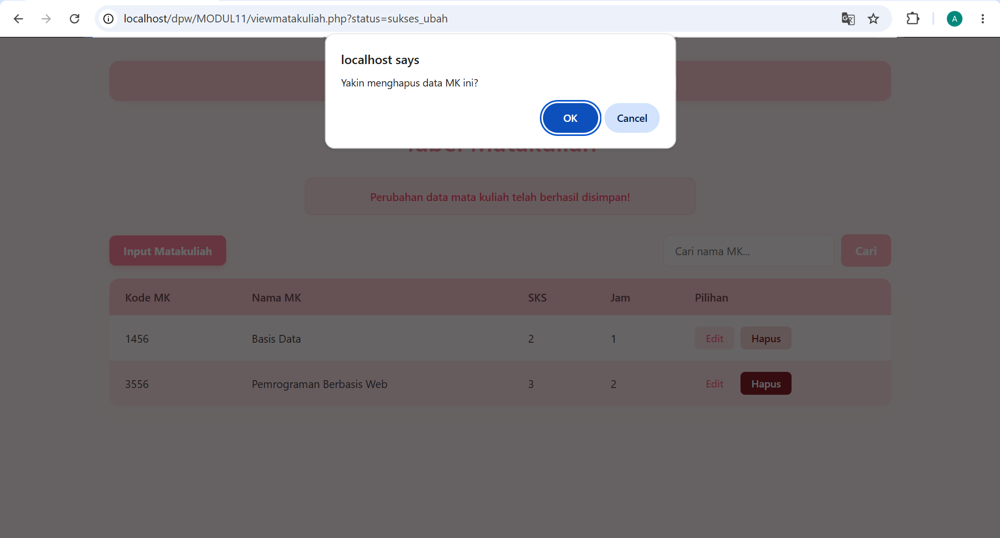 localhost/dpw/MODUL11/viewmatakuliah.php?status=sukses_ubah
A
localhost says
Yakin menghapus data MK ini?
OK Cancel
Tabel Matakuliah
Perubahan data mata kuliah telah berhasil disimpan!
Input Matakuliah
Cari nama MK...
Cari
Kode MK Nama MK SKS Jam Pilihan
1456 Basis Data 2 1 Edit Hapus
3556 Pemrograman Berbasis Web 3 2 Edit Hapus